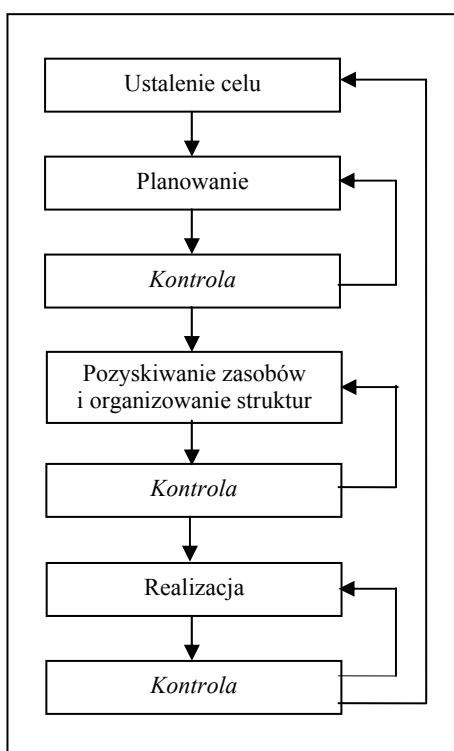 Ustalenie celu
Planowanie
Kontrola
Pozyskiwanie zasobów
i organizowanie struktur
Kontrola
Realizacja
Kontrola